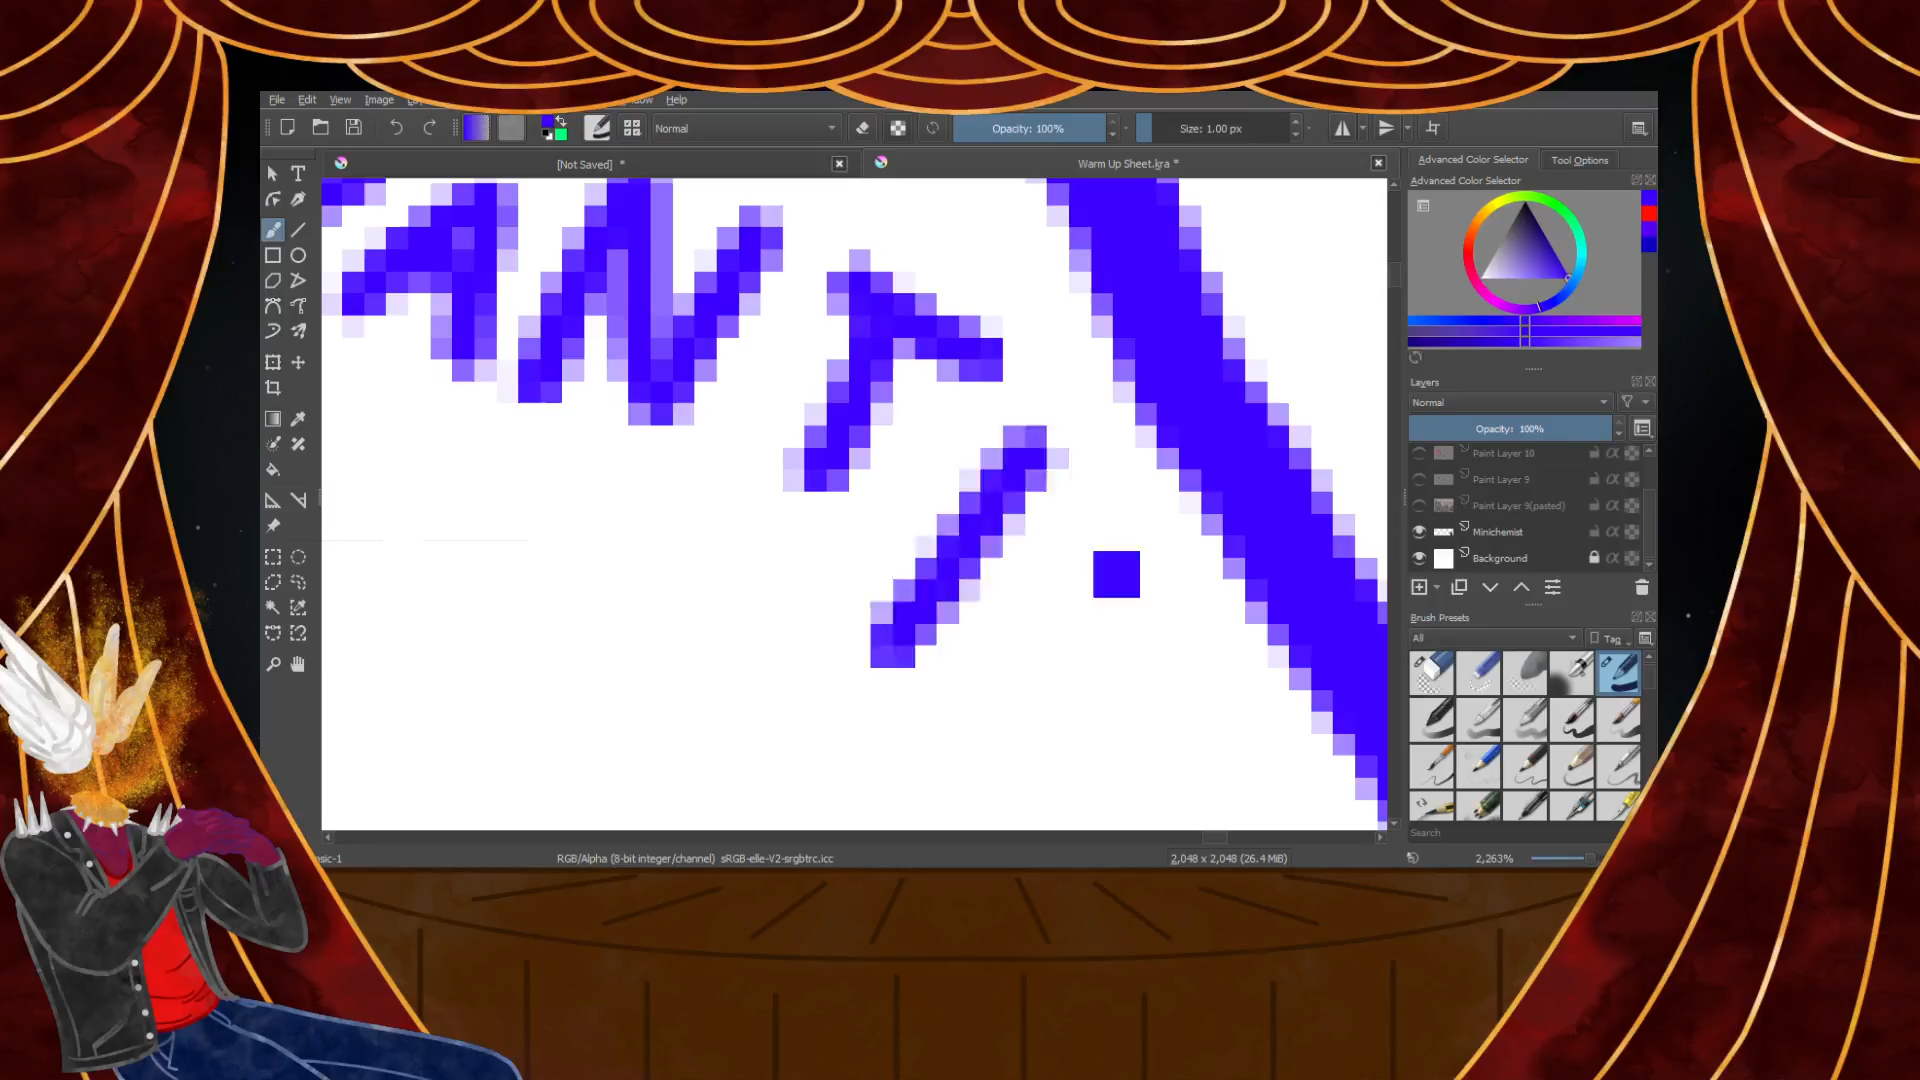 File Edit View Image Help
Normal
Opacity: 100%
Size: 1.00 px
[Not Saved] *
Warm Up Sheet.kra *
Advanced Color Selector
Tool Options
Advanced Color Selector
Layers
Normal
Opacity: 100%
Paint Layer 10
Paint Layer 9
Paint Layer 9(pasted)
Minichemist
Background
Brush Presets
All
Tag
Search
RGB/Alpha (8-bit integer/channel) sRGB-elle-V2-srgbtrc.icc
2,048 x 2,048 (26.4 MiB)
2,263%